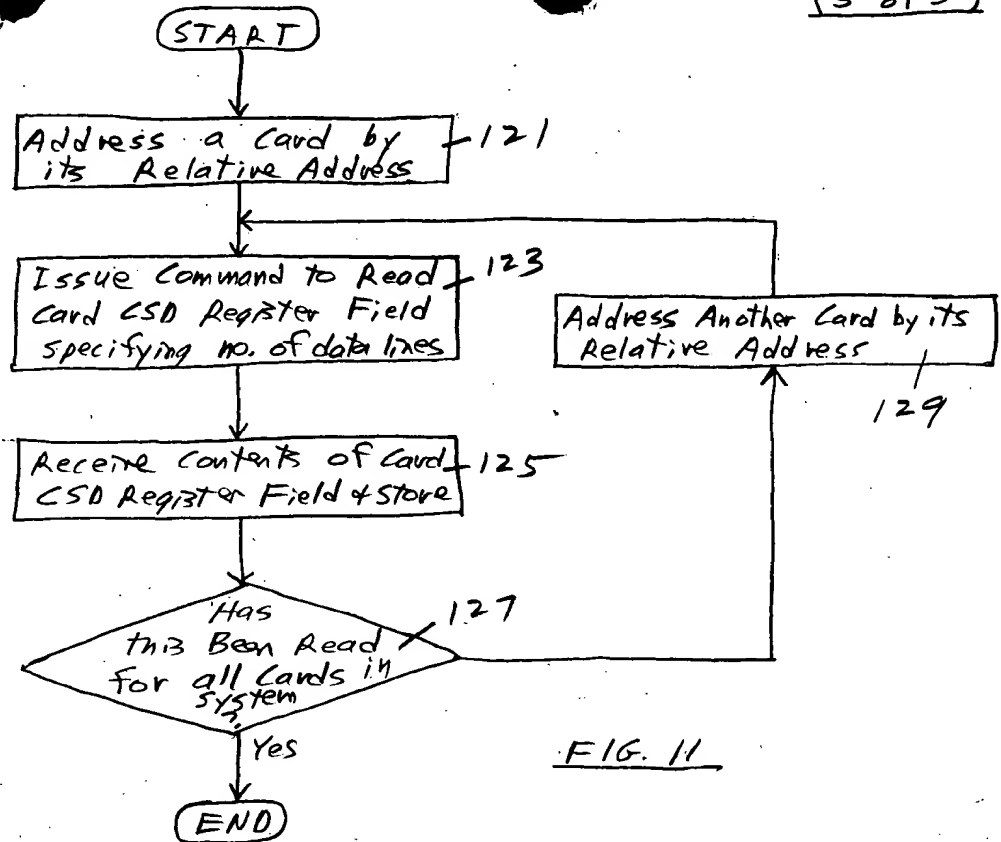 START
Address a Card by
its Relative Address
121
Issue Command to Read
Card CSD Register Field
specifying no. of data lines
123
Address Another Card by its
Relative Address
129
Receive Contents of Card
CSD Register Field & Store
125
Has
this Been Read
for all Cards in
system
?
127
Yes
END
FIG. 11